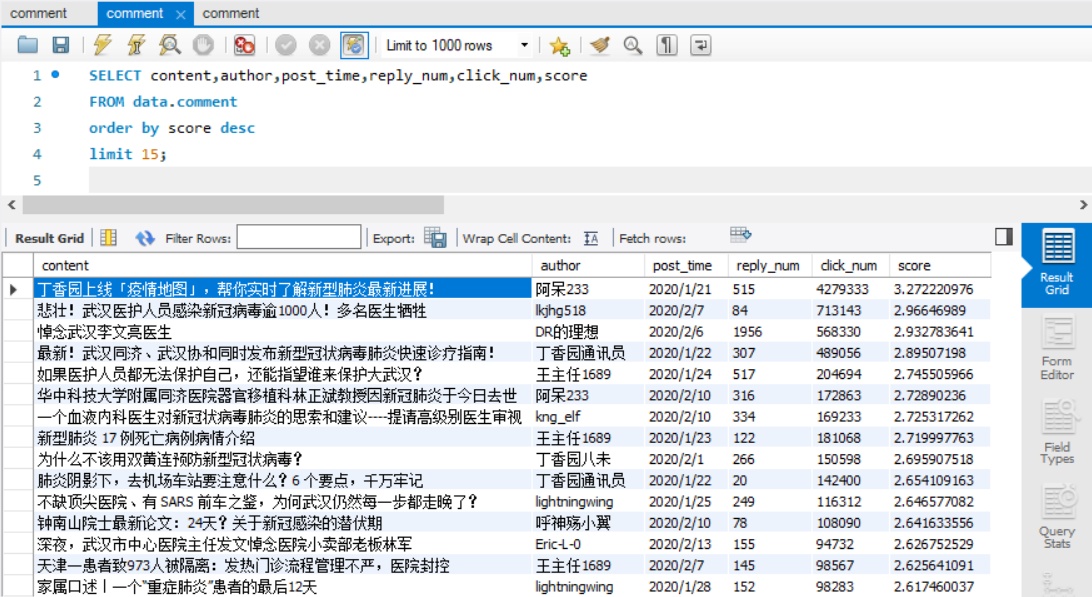 comment comment × comment
Limit to 1000 rows
1 SELECT content,author,post_time,reply_num,click_num,score
2 FROM data.comment
3 order by score desc
4 limit 15;
5
Result Grid Filter Rows: Export: Wrap Cell Content: IA Fetch rows:
content author post_time reply_num click_num score
丁香园上线「疫情地图」，帮你实时了解新型肺炎最新进展！ 阿呆233 2020/1/21 515 4279333 3.272220976
悲壮！武汉医护人员感染新冠病毒逾1000人！多名医生牺牲 lkjhg518 2020/2/7 84 713143 2.96646989
悼念武汉李文亮医生 DR的理想 2020/2/6 1956 568330 2.932783641
最新！武汉同济、武汉协和同时发布新型冠状病毒肺炎快速诊疗指南！ 丁香园通讯员 2020/1/22 307 489056 2.89507198
如果医护人员都无法保护自己，还能指望谁来保护大武汉？ 王主任1689 2020/1/24 517 204694 2.745505966
华中科技大学附属同济医院器官移植科林正斌教授因新冠肺炎于今日去世 阿呆233 2020/2/10 316 172863 2.72890236
一个血液内科医生对新冠状病毒肺炎的思索和建议----提请高级别医生审视 kng_elf 2020/2/10 334 169233 2.725317262
新型肺炎 17 例死亡病例病情介绍 王主任1689 2020/1/23 122 181068 2.719997763
为什么不该用双黄连预防新型冠状病毒？ 丁香园八未 2020/2/1 266 150598 2.695907518
肺炎阴影下，去机场车站要注意什么？6 个要点，千万牢记 丁香园通讯员 2020/1/22 20 142400 2.654109163
不缺顶尖医院、有 SARS 前车之鉴，为何武汉仍然每一步都走晚了？ lightningwing 2020/1/25 249 116312 2.646577082
钟南山院士最新论文：24天？关于新冠感染的潜伏期 呼神殇小翼 2020/2/10 78 108090 2.641633556
深夜，武汉市中心医院主任发文悼念医院小卖部老板林军 Eric-L-0 2020/2/13 155 94732 2.626752529
天津一患者致973人被隔离：发热门诊流程管理不严，医院封控 王主任1689 2020/2/7 145 98567 2.625641091
家属口述丨一个“重症肺炎”患者的最后12天 lightningwing 2020/1/28 152 98283 2.617460037
Result
Grid
Form
Editor
Field
Types
Query
Stats